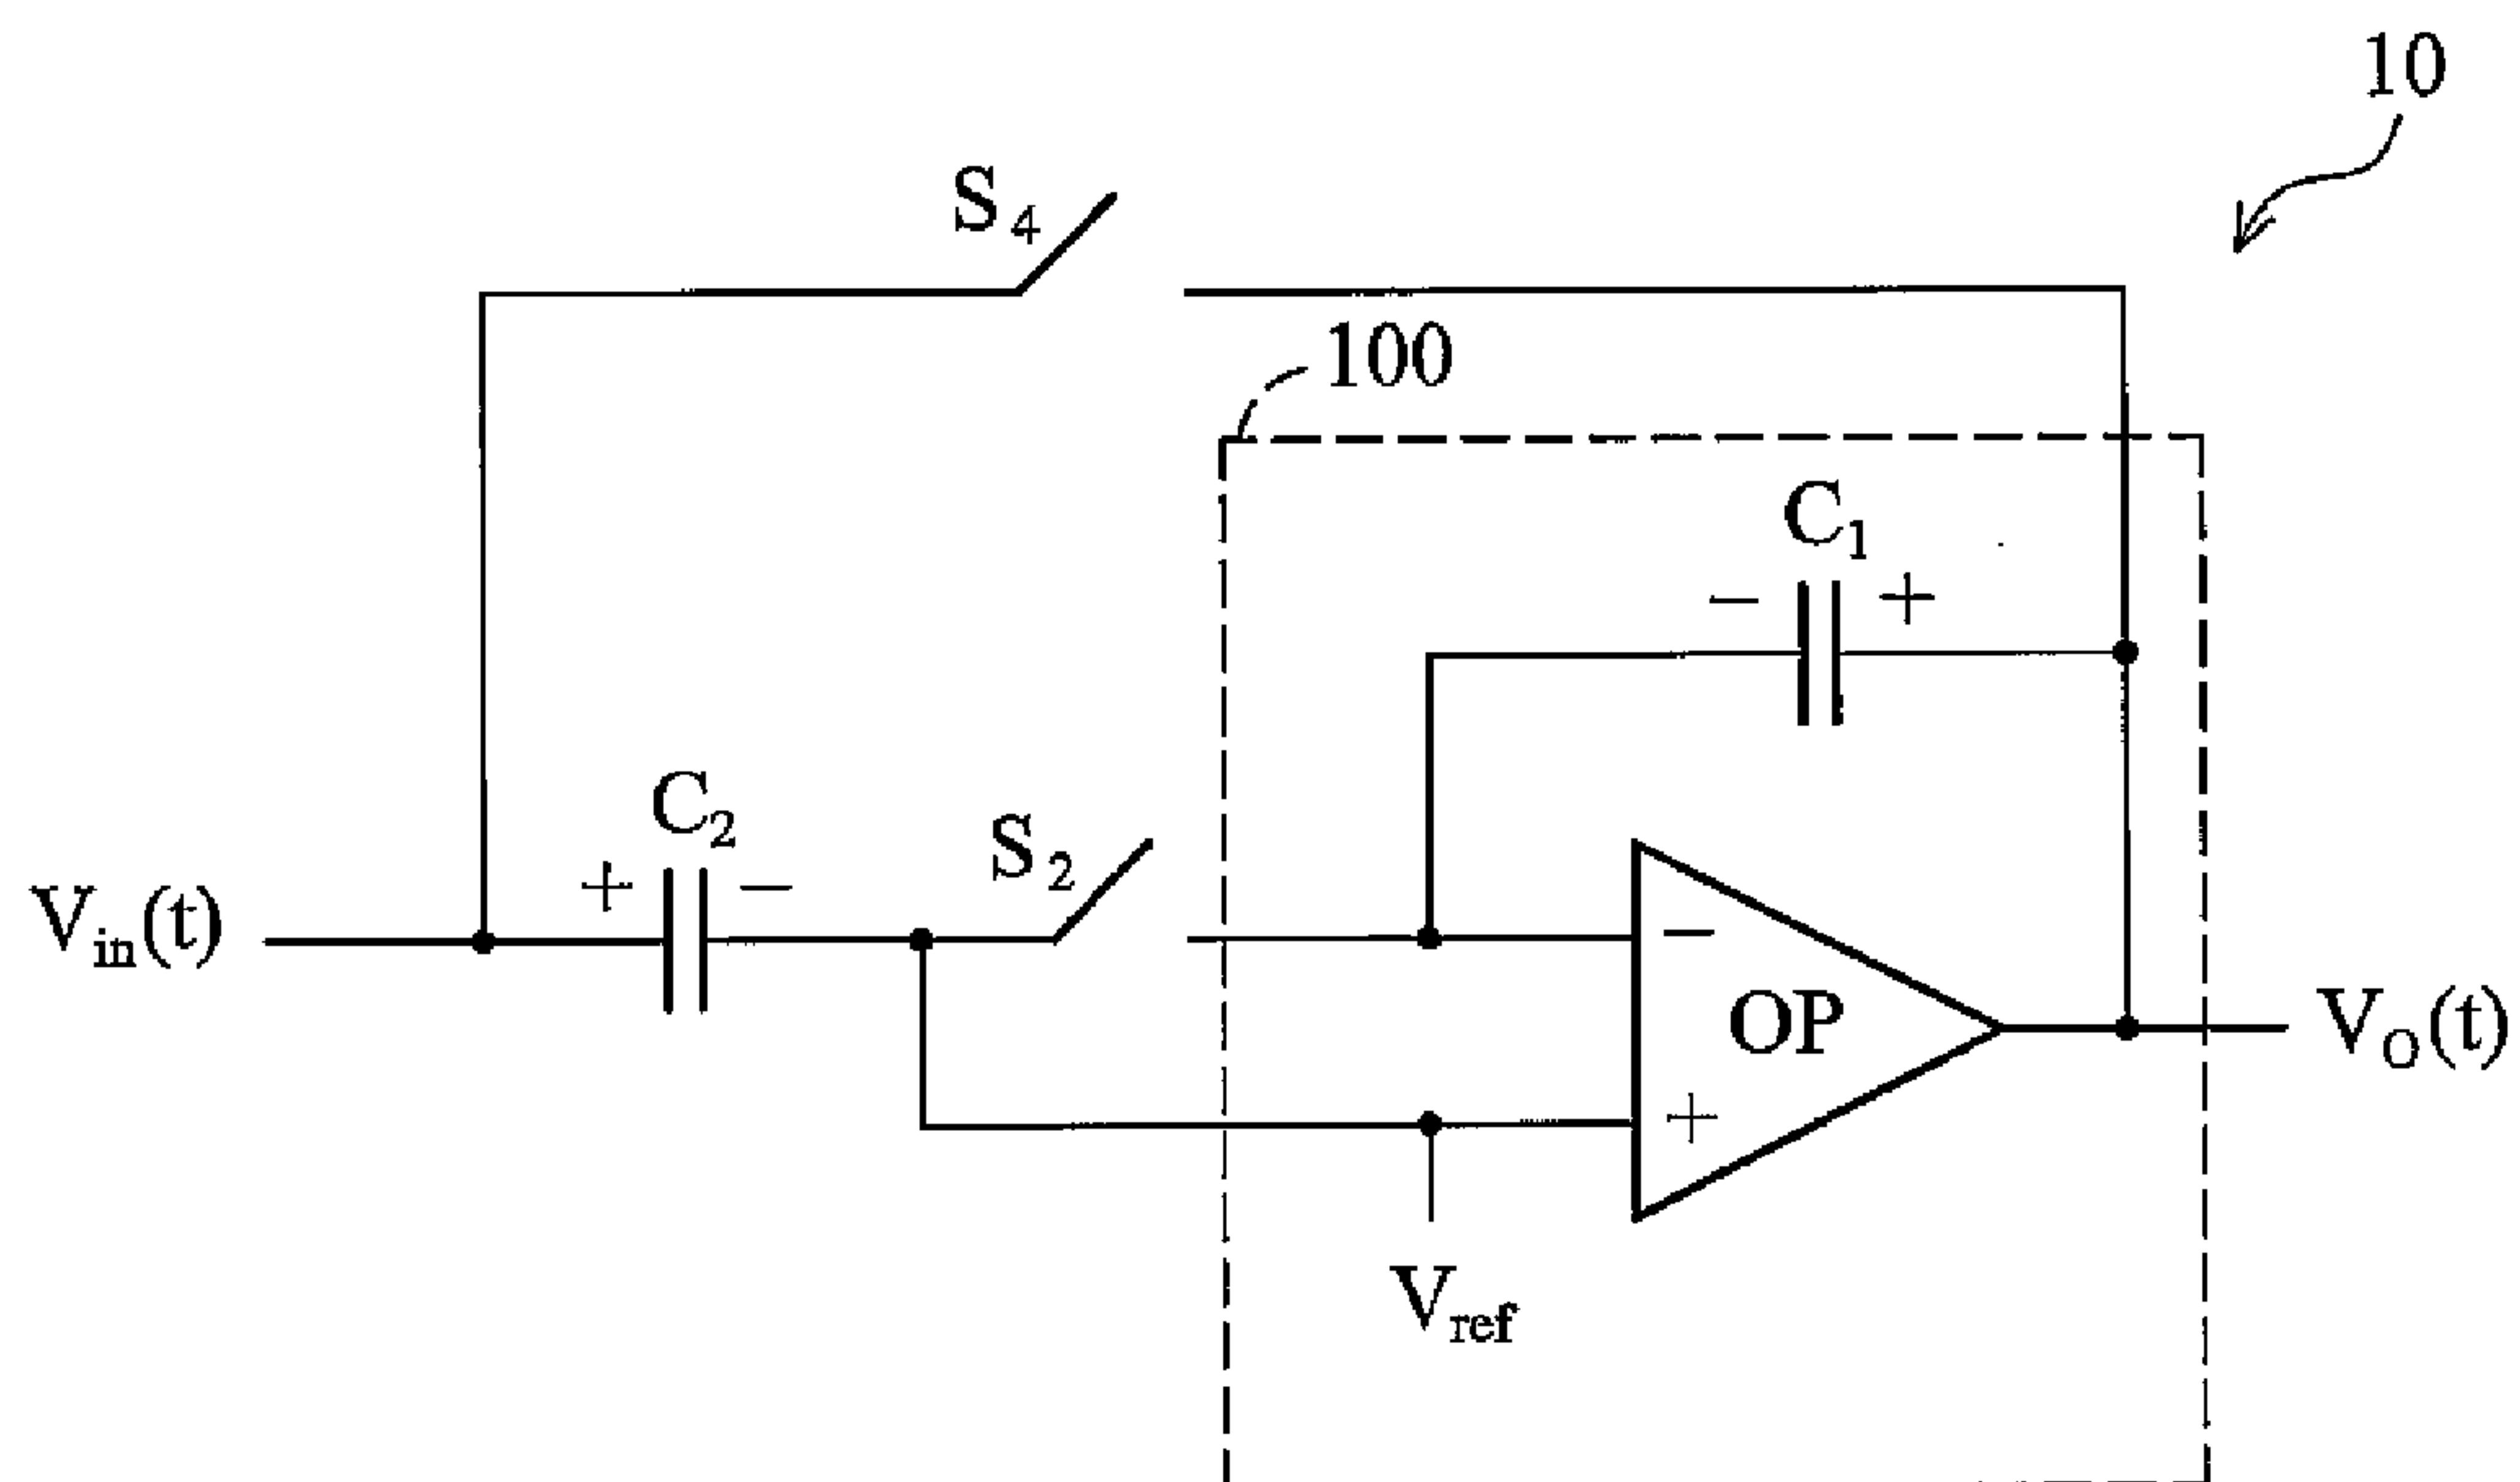 10
S4
100
C1
− +
C2
+ −
S2
Vin(t)
−
OP
VO(t)
+
Vref